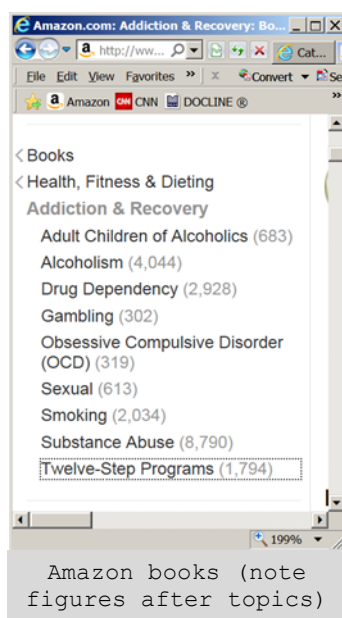 Amazon.com: Addiction & Recovery: Bo...
http://ww... Cat...
File Edit View Favorites » x Convert Se
Amazon CNN DOCLINE ® »
Books
Health, Fitness & Dieting
Addiction & Recovery
Adult Children of Alcoholics (683)
Alcoholism (4,044)
Drug Dependency (2,928)
Gambling (302)
Obsessive Compulsive Disorder
(OCD) (319)
Sexual (613)
Smoking (2,034)
Substance Abuse (8,790)
Twelve-Step Programs (1,794)
199%
Amazon books (note
figures after topics)